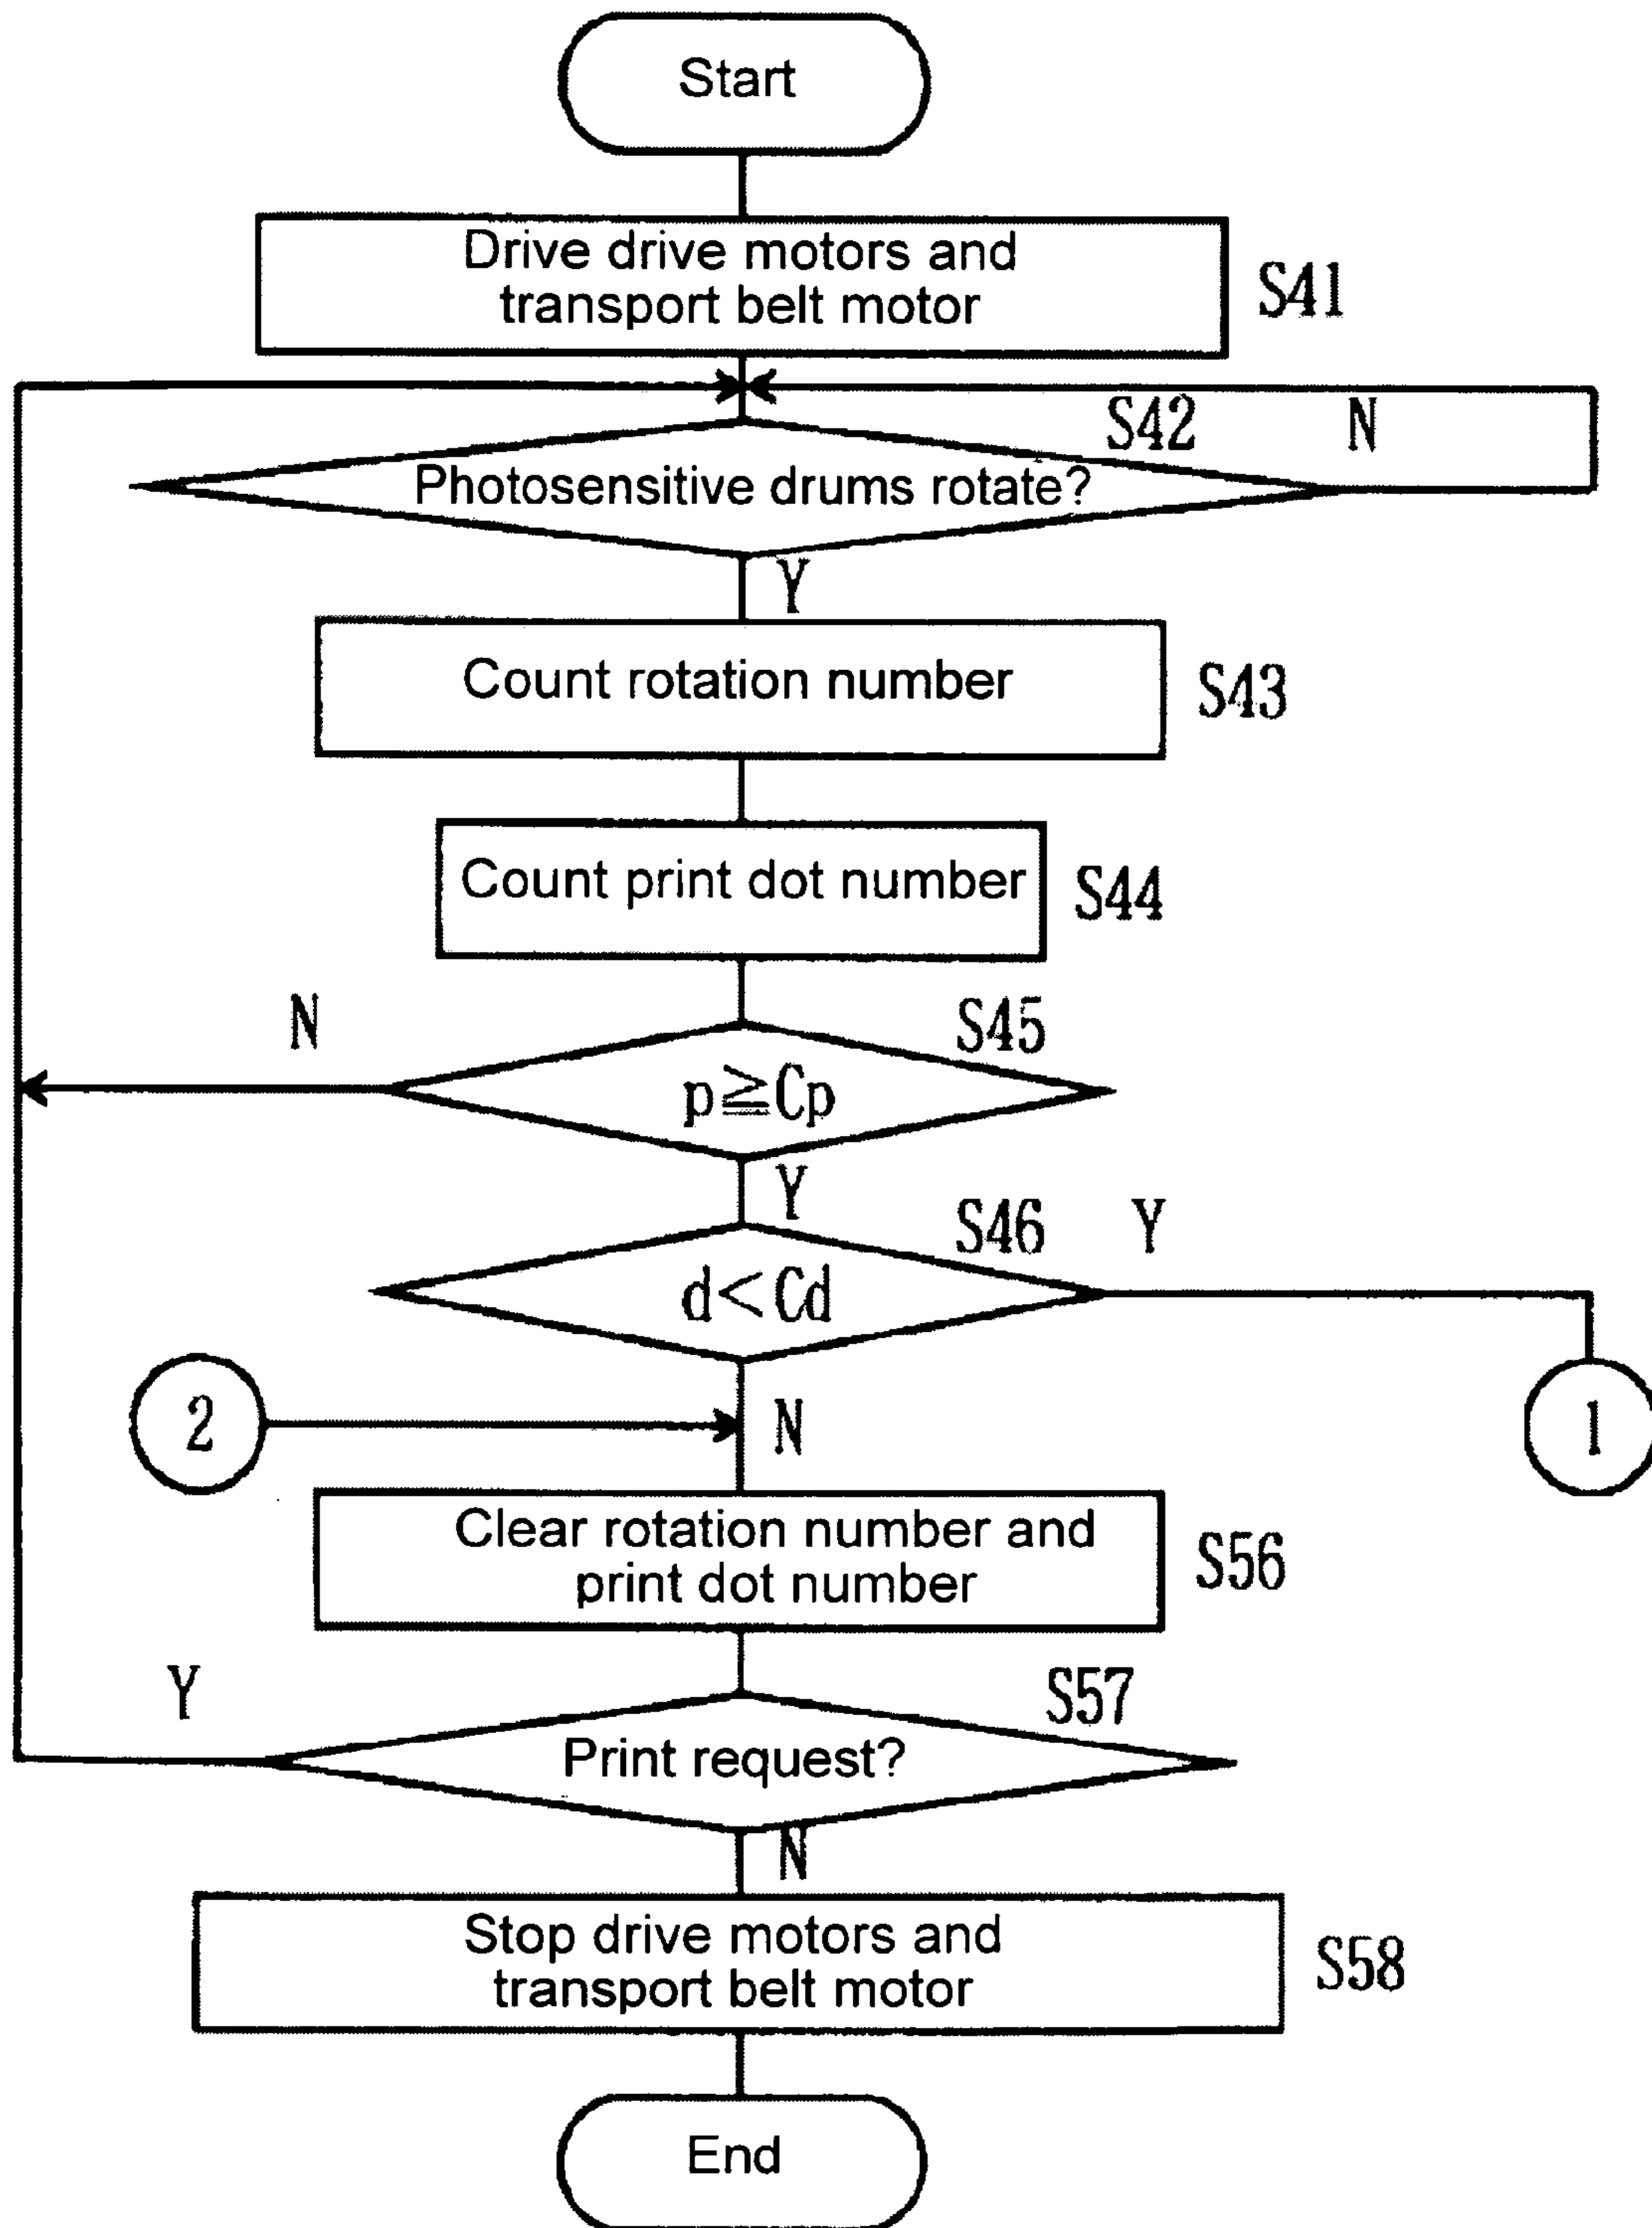 Start
Drive drive motors and
transport belt motor
S41
S42
N
Photosensitive drums rotate?
Y
Count rotation number
S43
Count print dot number
S44
N
S45
p≧Cp
Y
S46
Y
d<Cd
2
N
1
Clear rotation number and
print dot number
S56
Y
S57
Print request?
N
Stop drive motors and
transport belt motor
S58
End